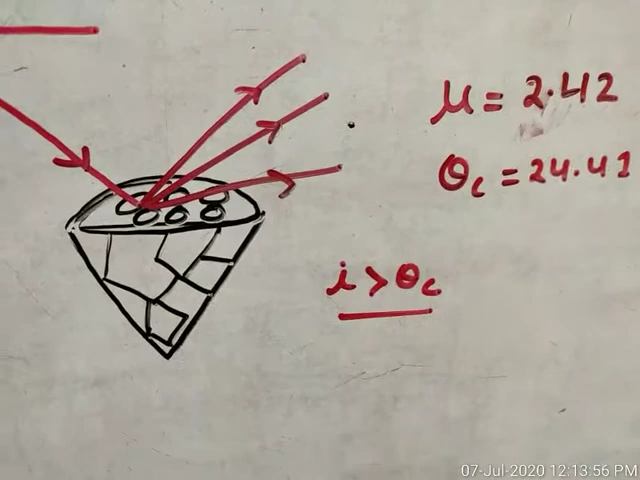 μ = 2.42
θc = 24.41
i > θc
07-Jul-2020 12:13:56 PM